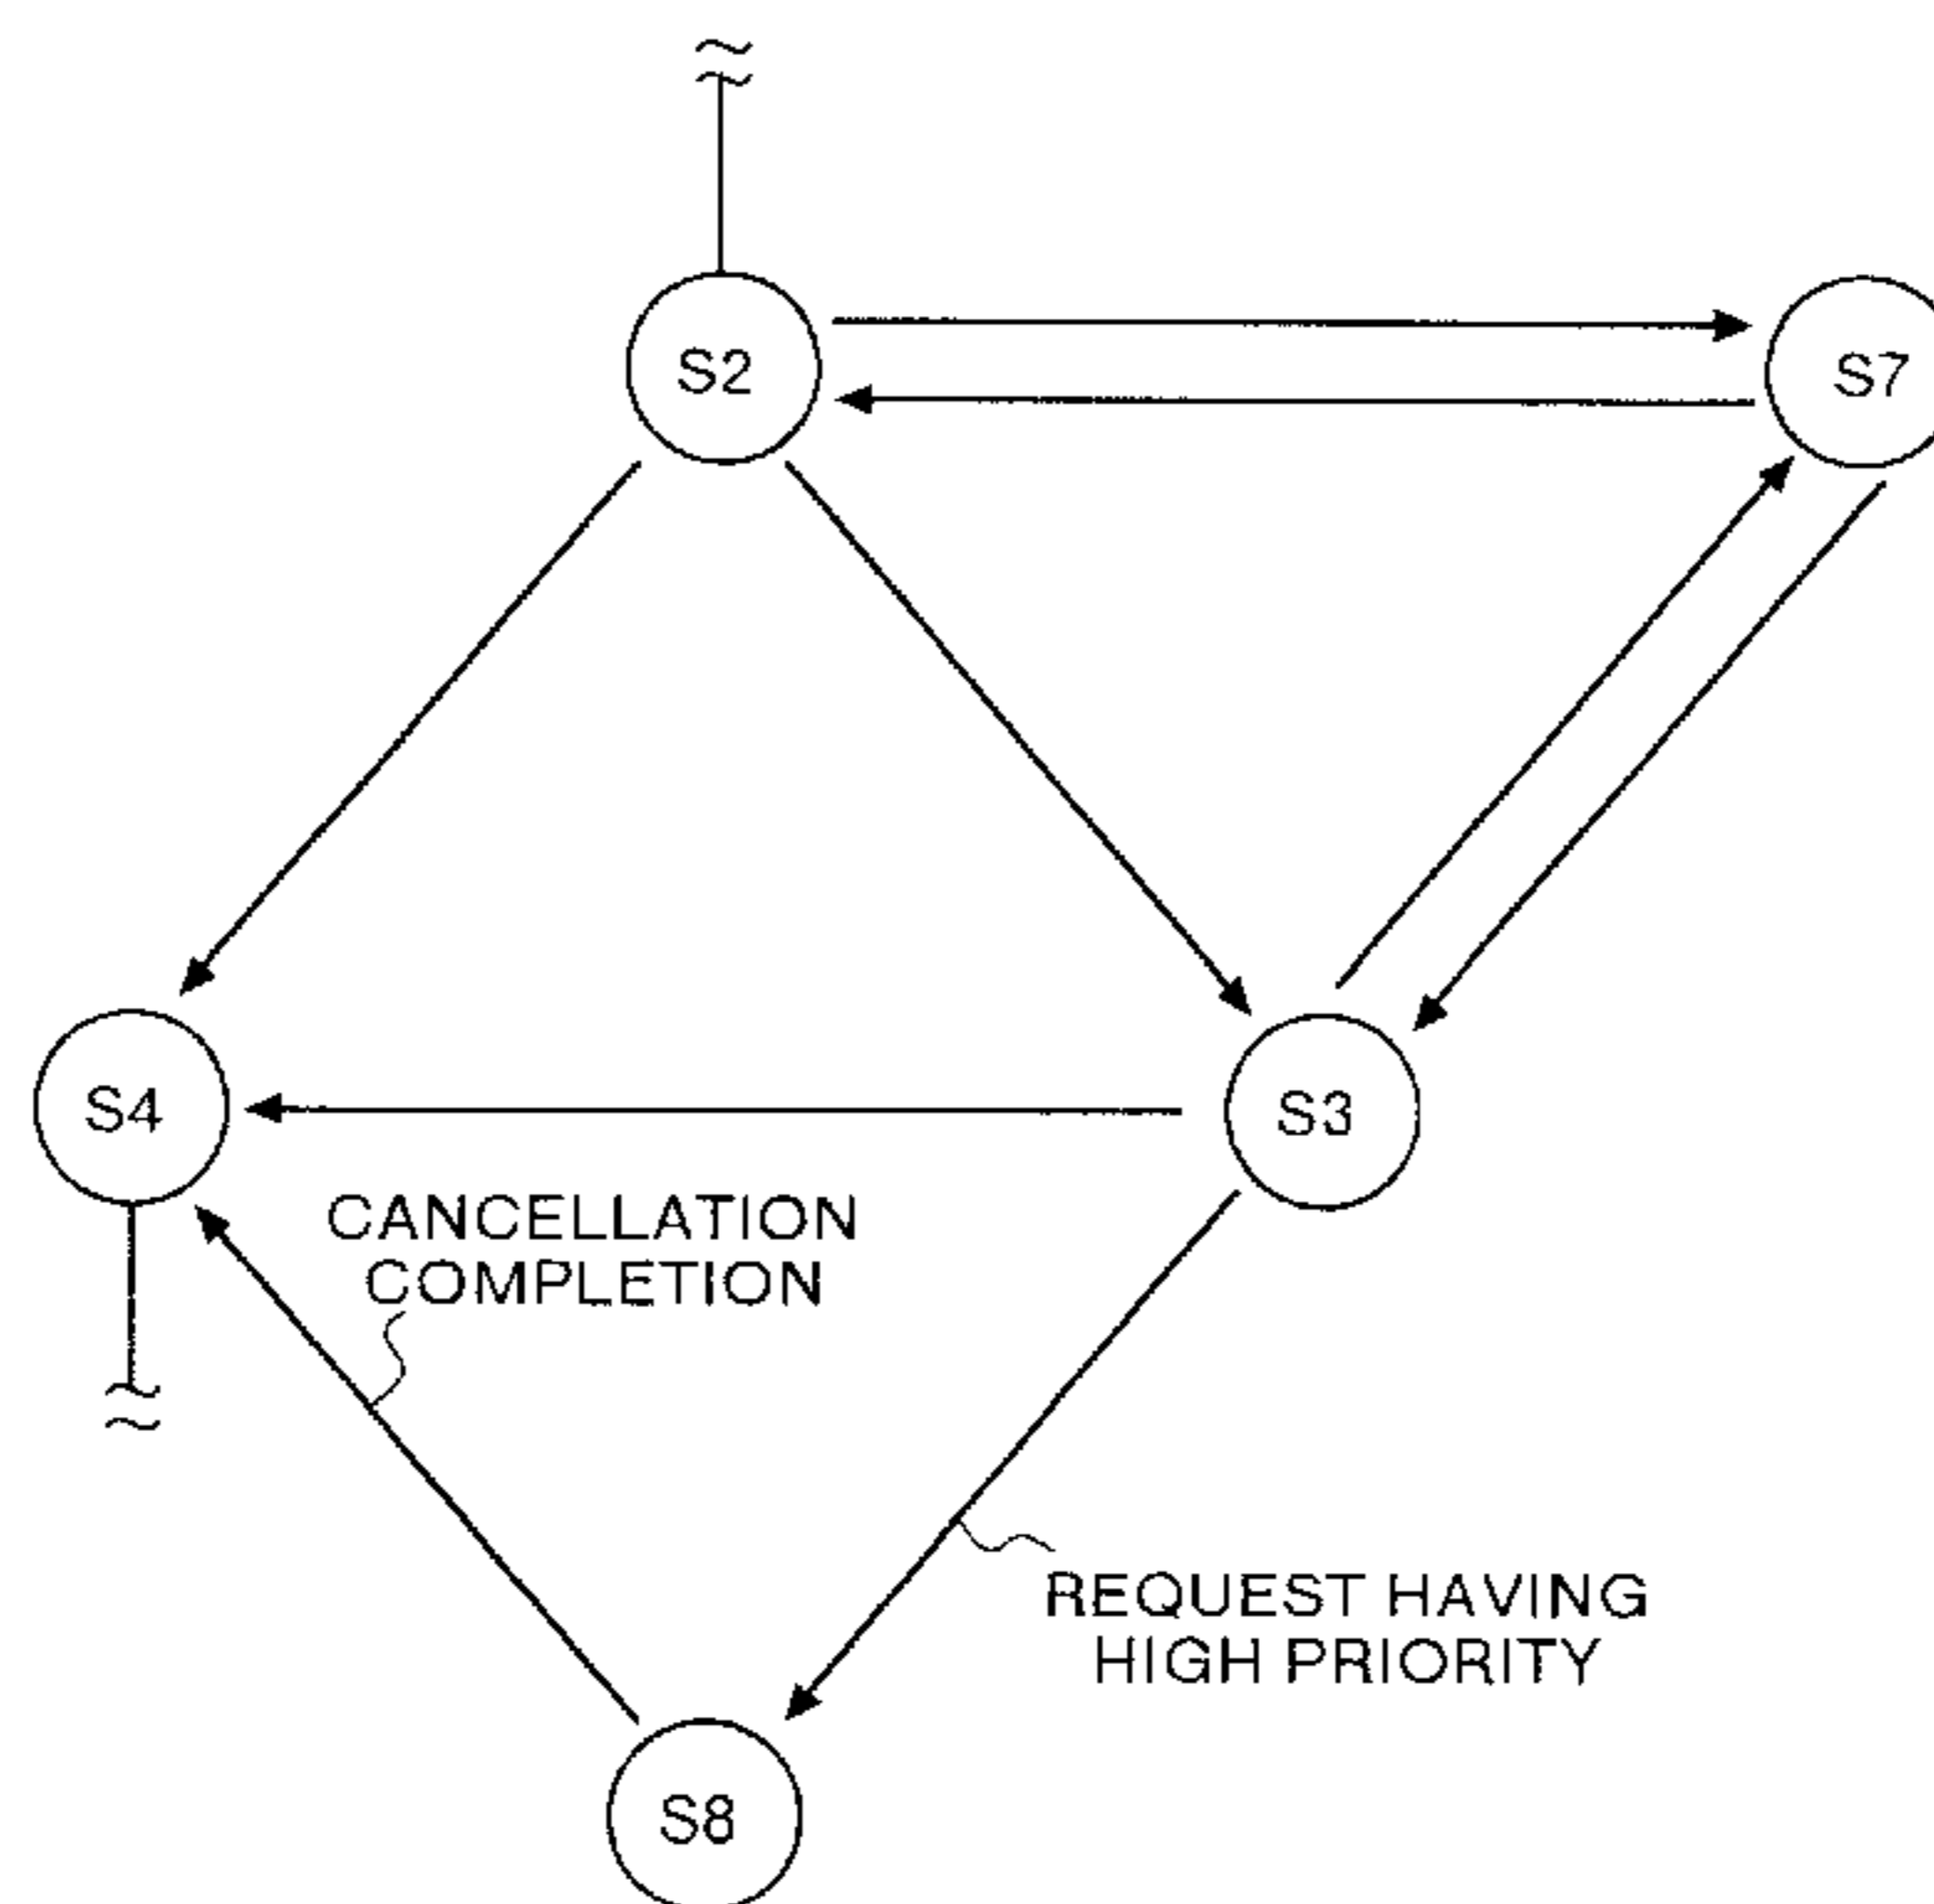 S2
S7
S4
S3
CANCELLATION
COMPLETION
REQUEST HAVING
HIGH PRIORITY
S8